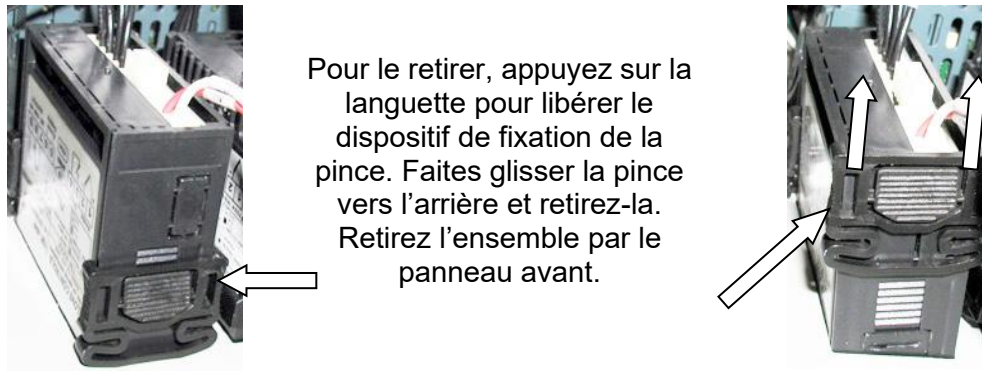 Pour le retirer, appuyez sur la
languette pour libérer le
dispositif de fixation de la
pince. Faites glisser la pince
vers l’arrière et retirez-la.
Retirez l’ensemble par le
panneau avant.